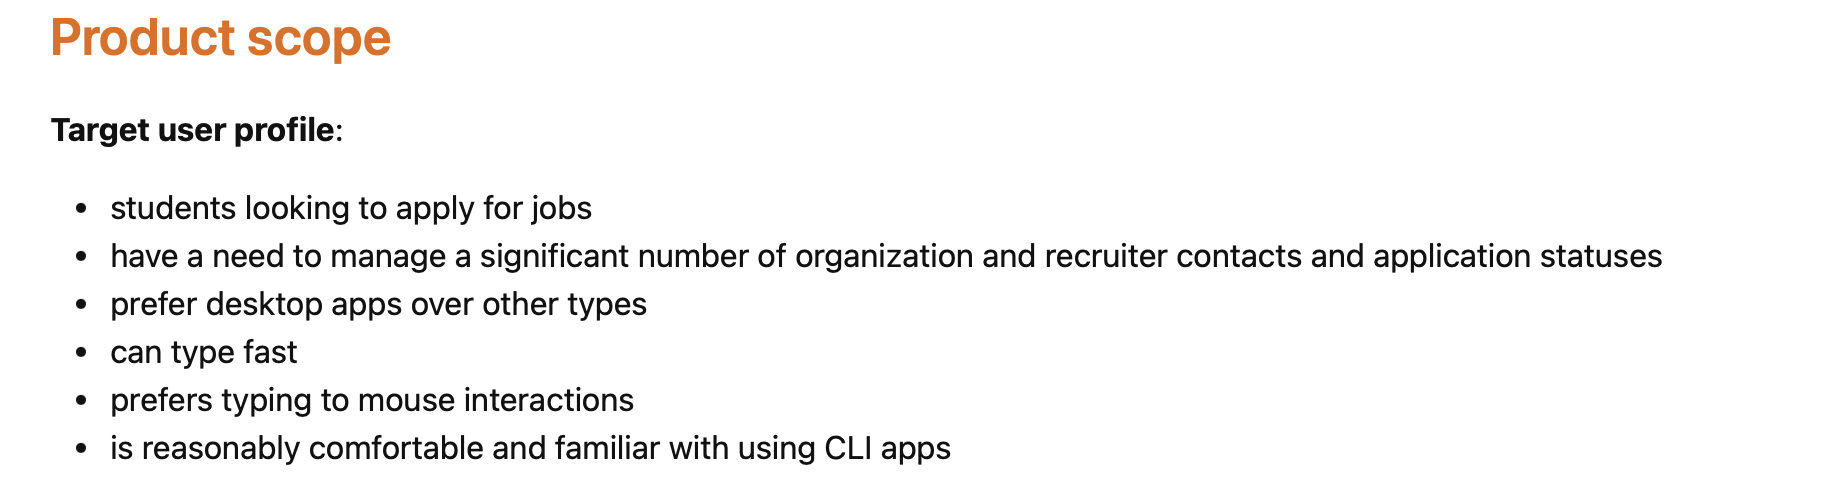 Product scope
Target user profile:
• students looking to apply for jobs
• have a need to manage a significant number of organization and recruiter contacts and application statuses
• prefer desktop apps over other types
• can type fast
• prefers typing to mouse interactions
• is reasonably comfortable and familiar with using CLI apps